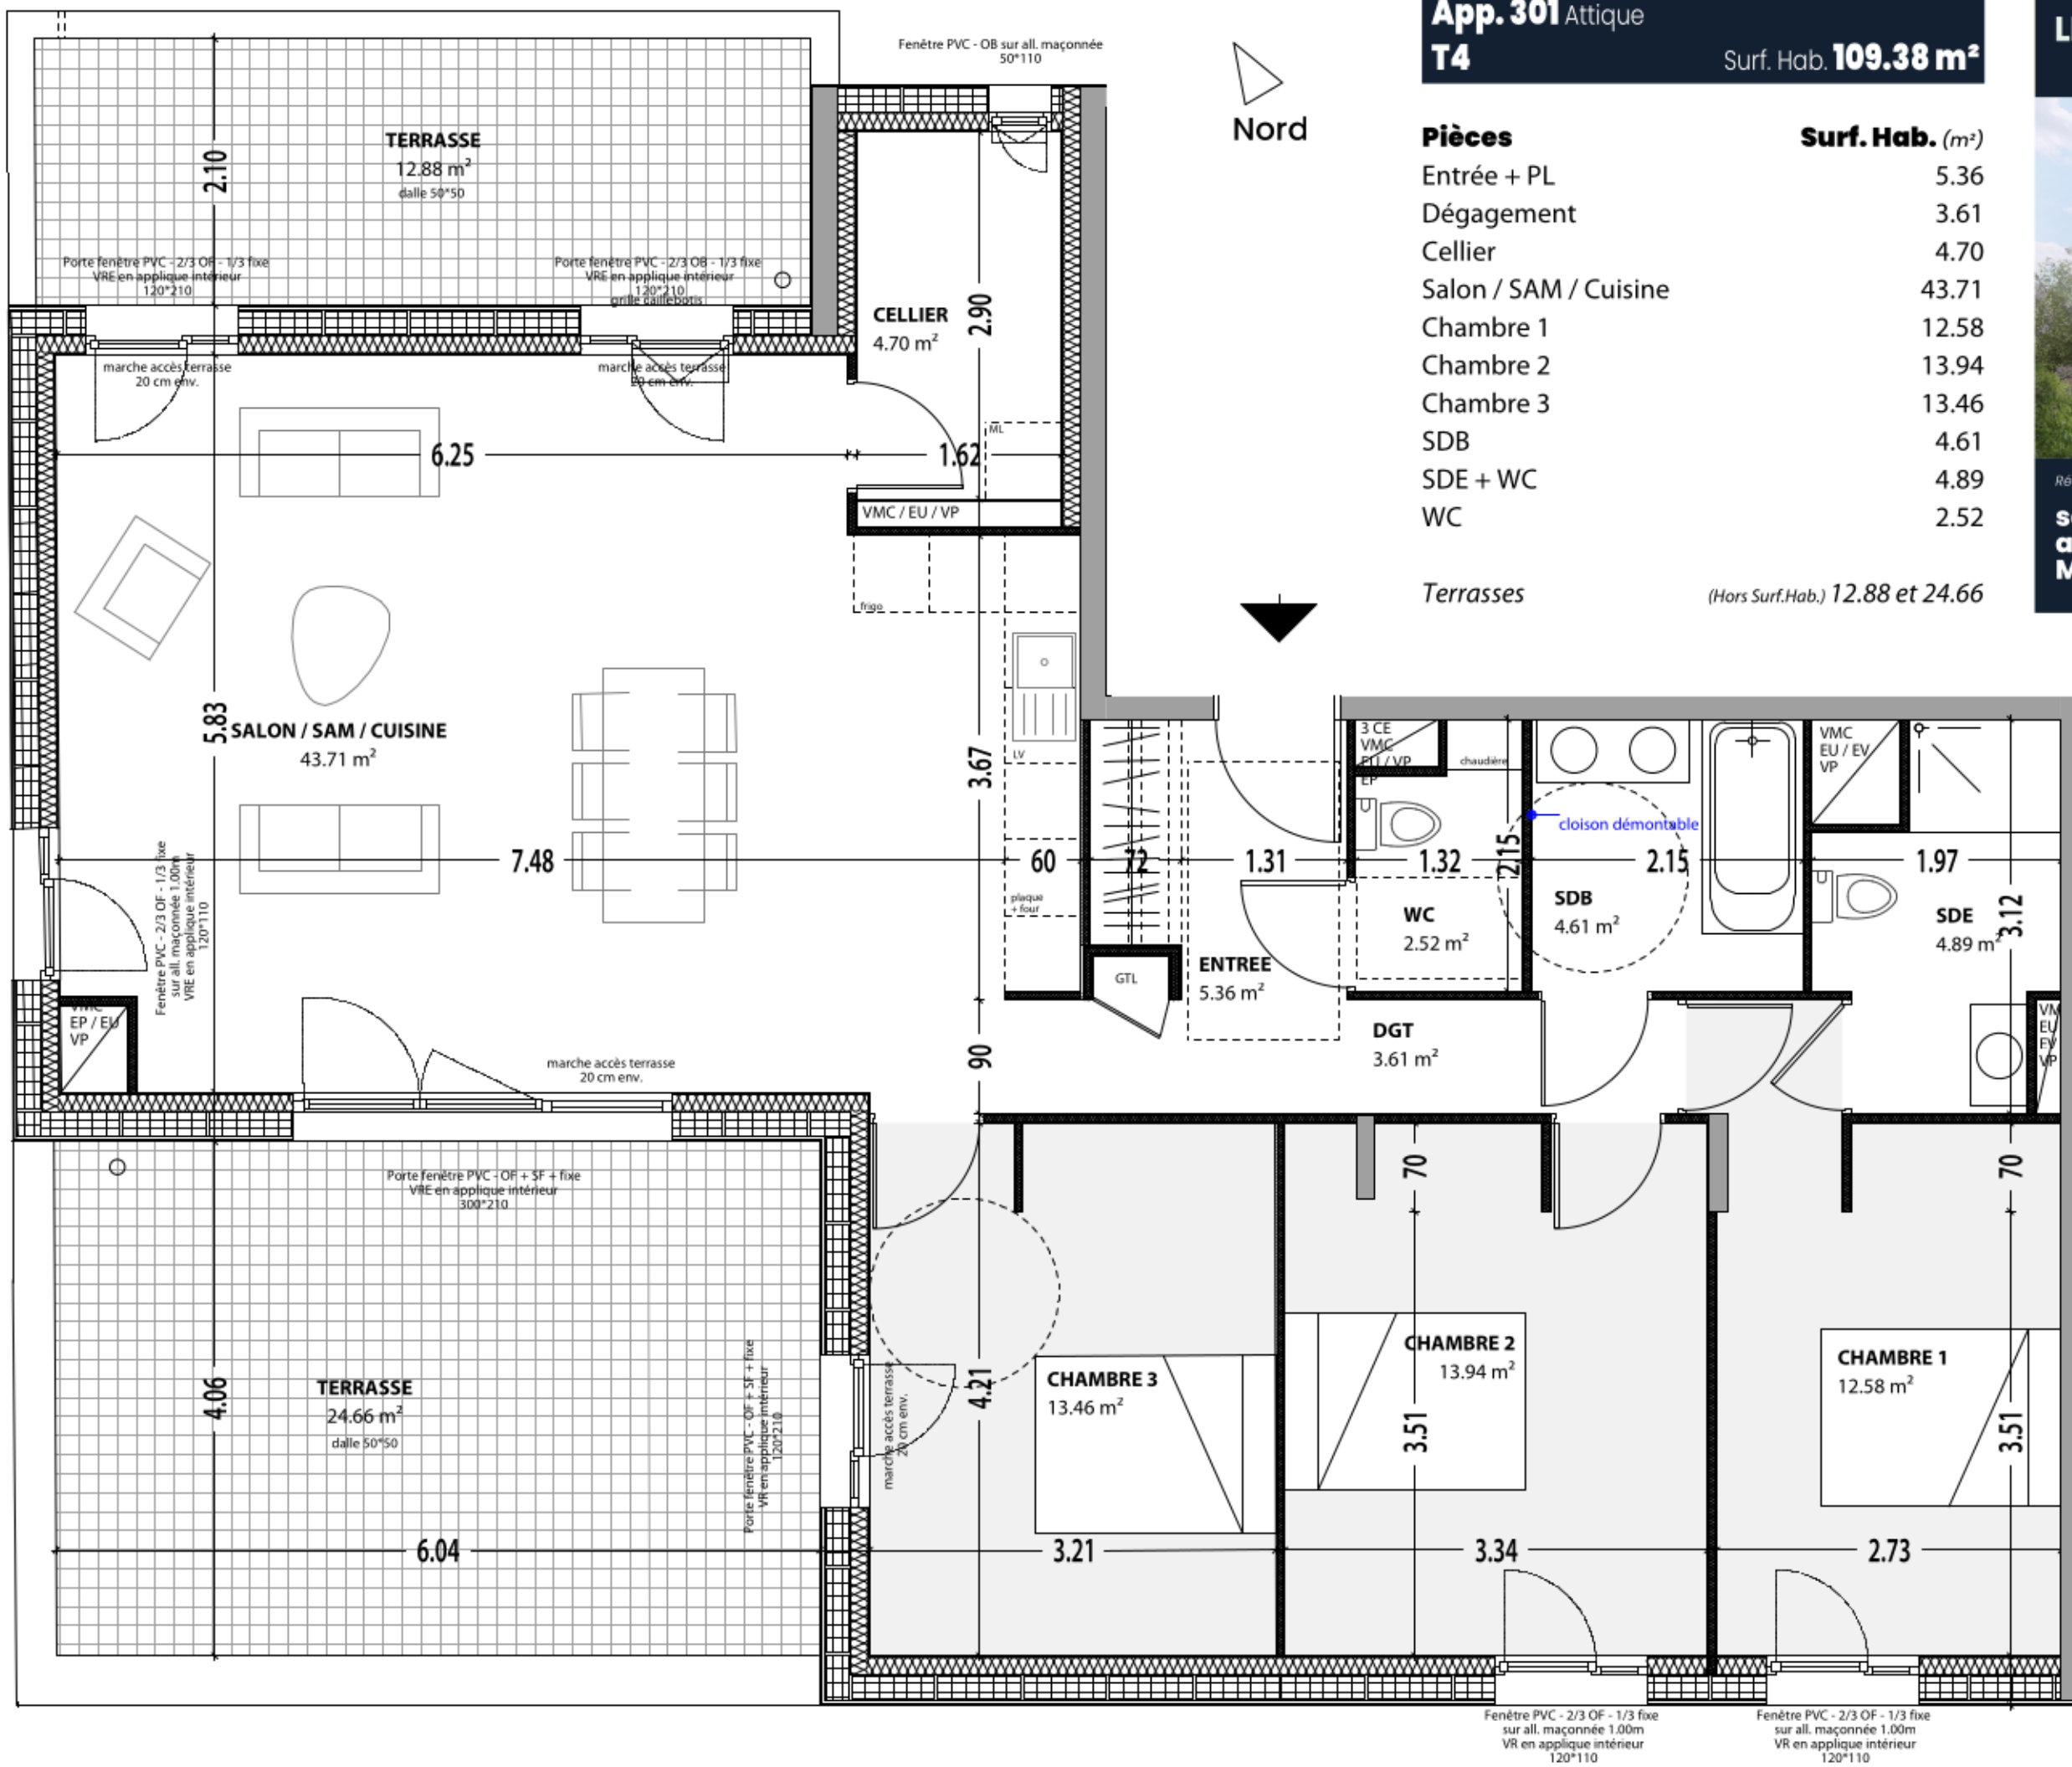 App. 301 Attique
T4 Surf. Hab. 109.38 m²
Nord
Pièces Surf. Hab. (m²)
Entrée + PL 5.36
Dégagement 3.61
Cellier 4.70
Salon / SAM / Cuisine 43.71
Chambre 1 12.58
Chambre 2 13.94
Chambre 3 13.46
SDB 4.61
SDE + WC 4.89
WC 2.52
Terrasses (Hors Surf.Hab.) 12.88 et 24.66
Fenêtre PVC - OB sur all. maçonnée
50*110
TERRASSE
12.88 m²
dalle 50*50
2.10
Porte fenêtre PVC - 2/3 OF - 1/3 fixe
VRE en applique intérieur
120*210
Porte fenêtre PVC - 2/3 OB - 1/3 fixe
VRE en applique intérieur
120*210
grille caillebotis
marche accès terrasse
20 cm env.
marche accès terrasse
20 cm env.
CELLIER
4.70 m²
2.90
ML
6.25
1.62
VMC / EU / VP
frigo
5.83
SALON / SAM / CUISINE
43.71 m²
3.67
LV
7.48
60
plaque
+ four
72
1.31
1.32
2.15
2.15
1.97
3 CE
VMC
EU / VP
EP
chaudière
cloison démontable
VMC
EU / EV
VP
WC
2.52 m²
SDB
4.61 m²
SDE
4.89 m²
3.12
GTL
ENTREE
5.36 m²
DGT
3.61 m²
90
VM
EU
EV
VP
Fenêtre PVC - 2/3 OF - 1/3 fixe
sur all. maçonnée 1.00m
VRE en applique intérieur
120*110
VMC
EP / EU
VP
marche accès terrasse
20 cm env.
Porte fenêtre PVC - OF + SF + fixe
VRE en applique intérieur
300*210
TERRASSE
24.66 m²
dalle 50*50
4.06
6.04
Porte fenêtre PVC - OF + SF + fixe
VR en applique intérieur
120*210
marche accès terrasse
20 cm env.
4.21
CHAMBRE 3
13.46 m²
3.21
70
CHAMBRE 2
13.94 m²
3.51
3.34
70
CHAMBRE 1
12.58 m²
3.51
2.73
Fenêtre PVC - 2/3 OF - 1/3 fixe
sur all. maçonnée 1.00m
VR en applique intérieur
120*110
Fenêtre PVC - 2/3 OF - 1/3 fixe
sur all. maçonnée 1.00m
VR en applique intérieur
120*110